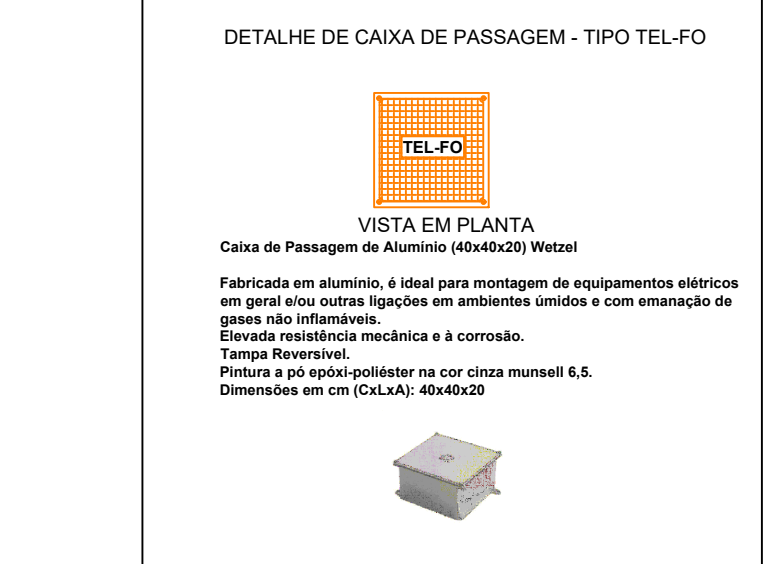 DETALHE DE CAIXA DE PASSAGEM - TIPO TEL-FO
TEL-FO
VISTA EM PLANTA
Caixa de Passagem de Alumínio (40x40x20) Wetzel
Fabricada em alumínio, é ideal para montagem de equipamentos elétricos
em geral e/ou outras ligações em ambientes úmidos e com emanação de
gases não inflamáveis.
Elevada resistência mecânica e à corrosão.
Tampa Reversível.
Pintura a pó epóxi-poliéster na cor cinza munsell 6,5.
Dimensões em cm (CxLxA): 40x40x20